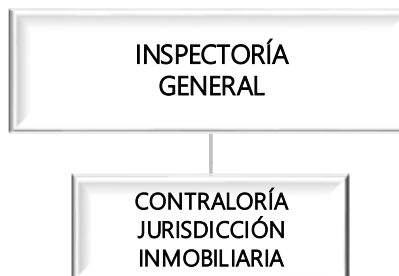 INSPECTORÍA
GENERAL
CONTRALORÍA
JURISDICCIÓN
INMOBILIARIA